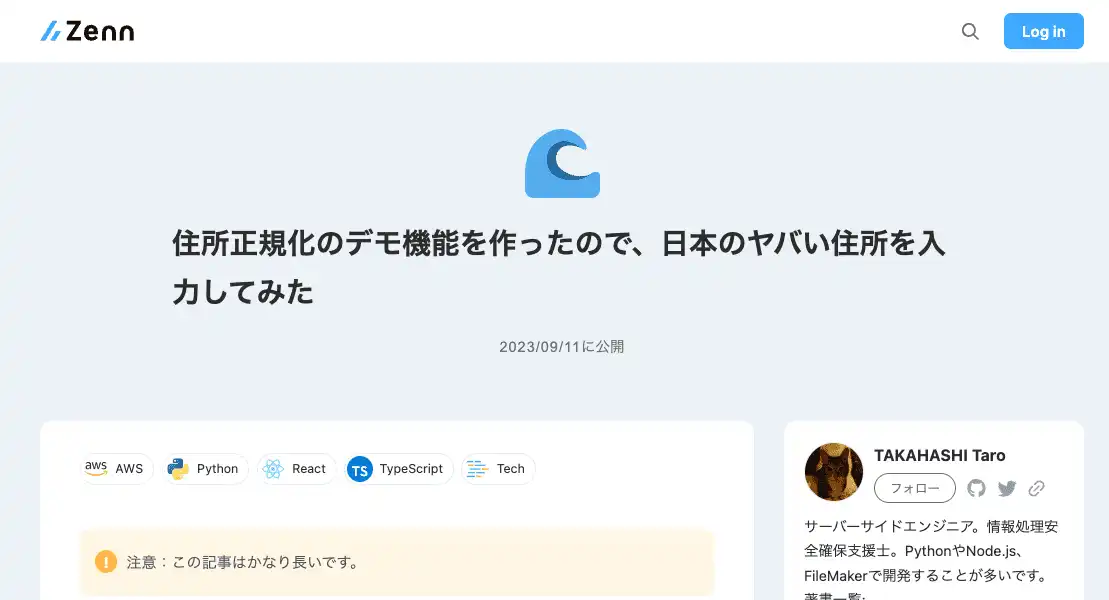 Zenn
Log in
住所正規化のデモ機能を作ったので、日本のヤバい住所を入
力してみた
2023/09/11に公開
aws AWS
Python
React
TS TypeScript
Tech
! 注意：この記事はかなり長いです。
TAKAHASHI Taro
フォロー
サーバーサイドエンジニア。情報処理安
全確保支援士。PythonやNode.js、
FileMakerで開発することが多いです。
著書一覧: